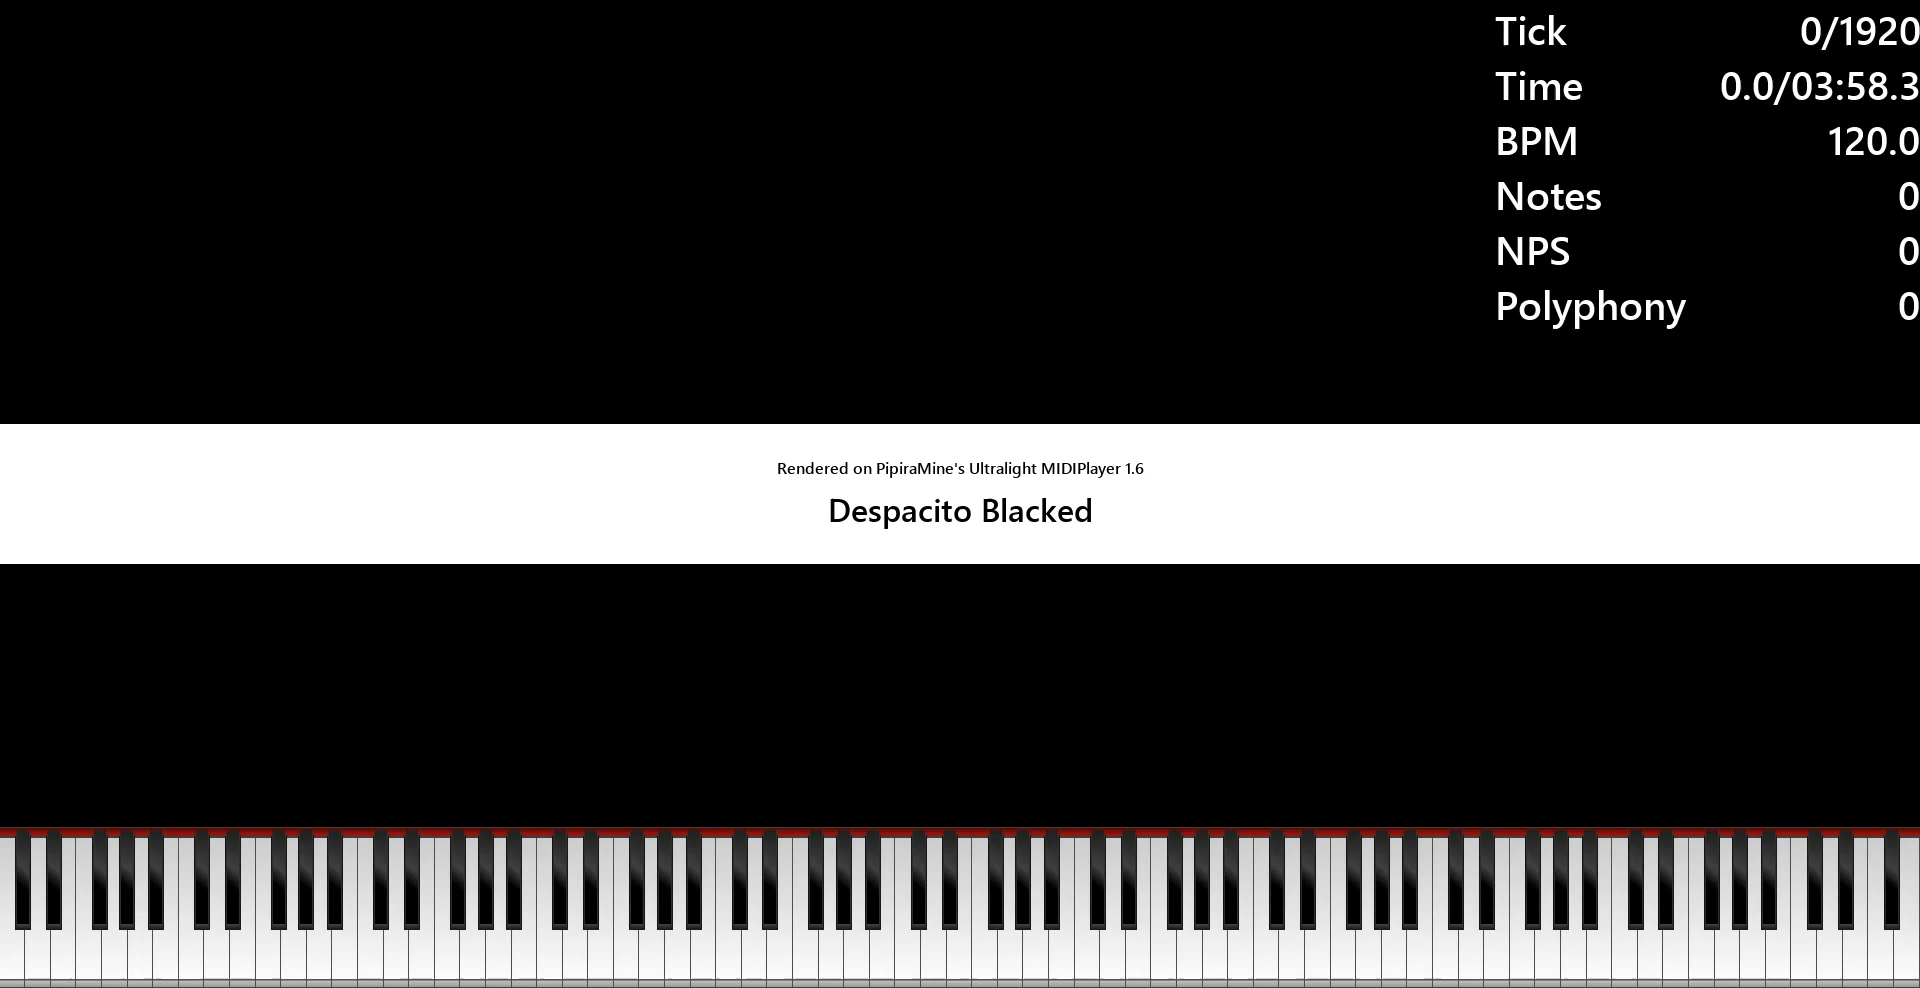 Tick 0/1920
Time 0.0/03:58.3
BPM 120.0
Notes 0
NPS 0
Polyphony 0
Rendered on PipiraMine's Ultralight MIDIPlayer 1.6
Despacito Blacked